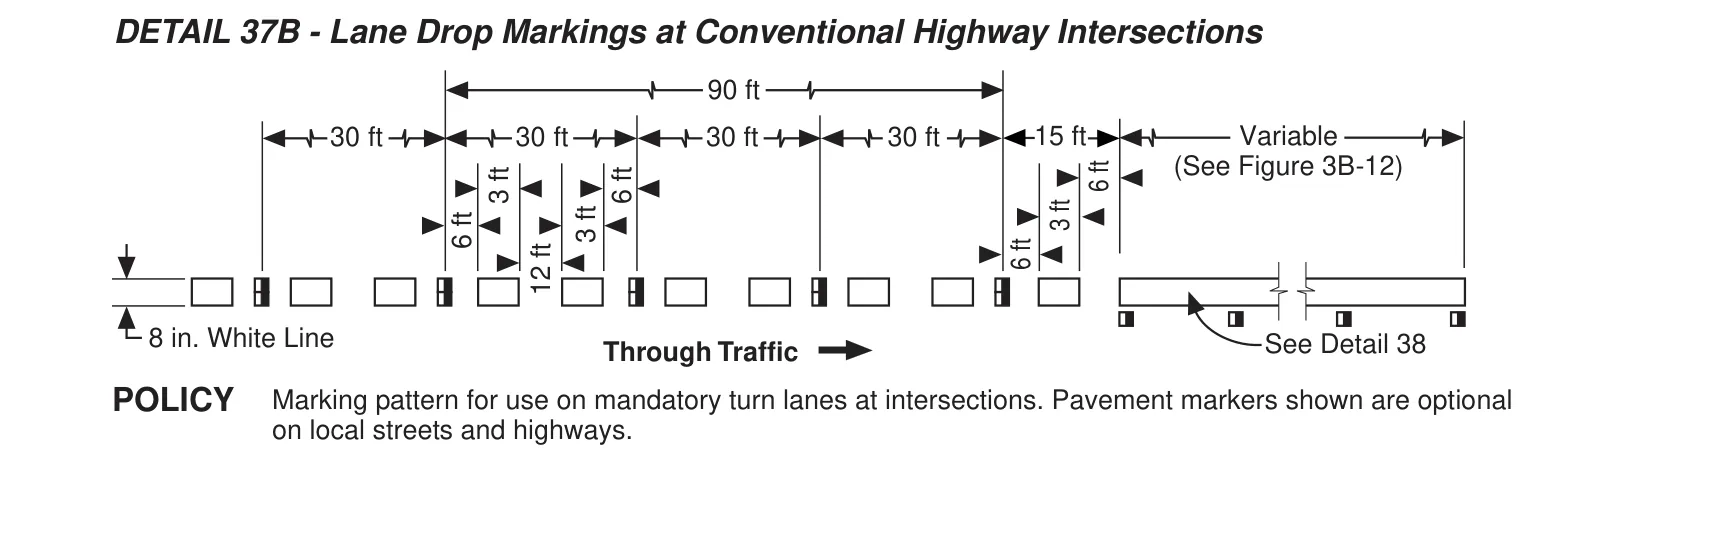 DETAIL 37B - Lane Drop Markings at Conventional Highway Intersections
90 ft
30 ft 30 ft 30 ft 30 ft 15 ft Variable
(See Figure 3B-12)
6 ft 3 ft 12 ft 3 ft 6 ft 6 ft 3 ft 6 ft
8 in. White Line
Through Traffic
See Detail 38
POLICY Marking pattern for use on mandatory turn lanes at intersections. Pavement markers shown are optional
on local streets and highways.